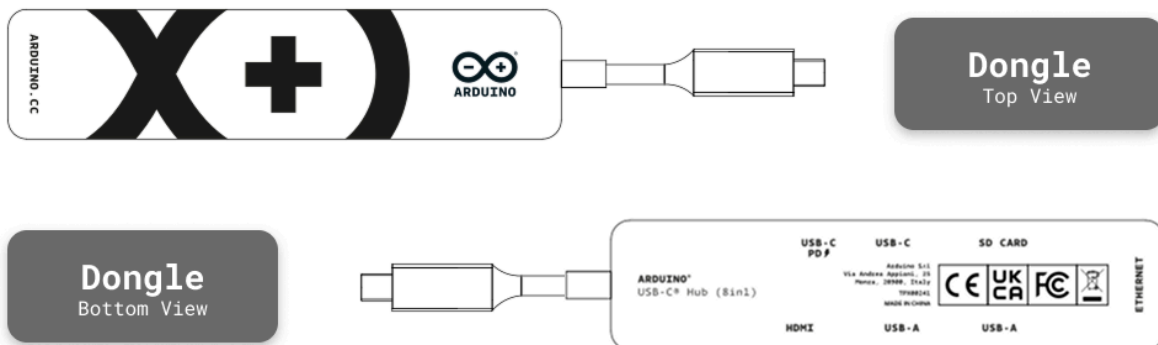 ARDUINO.CC
ARDUINO
Dongle
Top View
Dongle
Bottom View
USB-C
PD
USB-C
SD CARD
ARDUINO
USB-C® Hub (8in1)
Arduino S.r.l
Via Andrea Appiani, 25
Monza, 20900, Italy
TPX00241
MADE IN CHINA
CE
UK
CA
FC
ETHERNET
HDMI
USB-A
USB-A